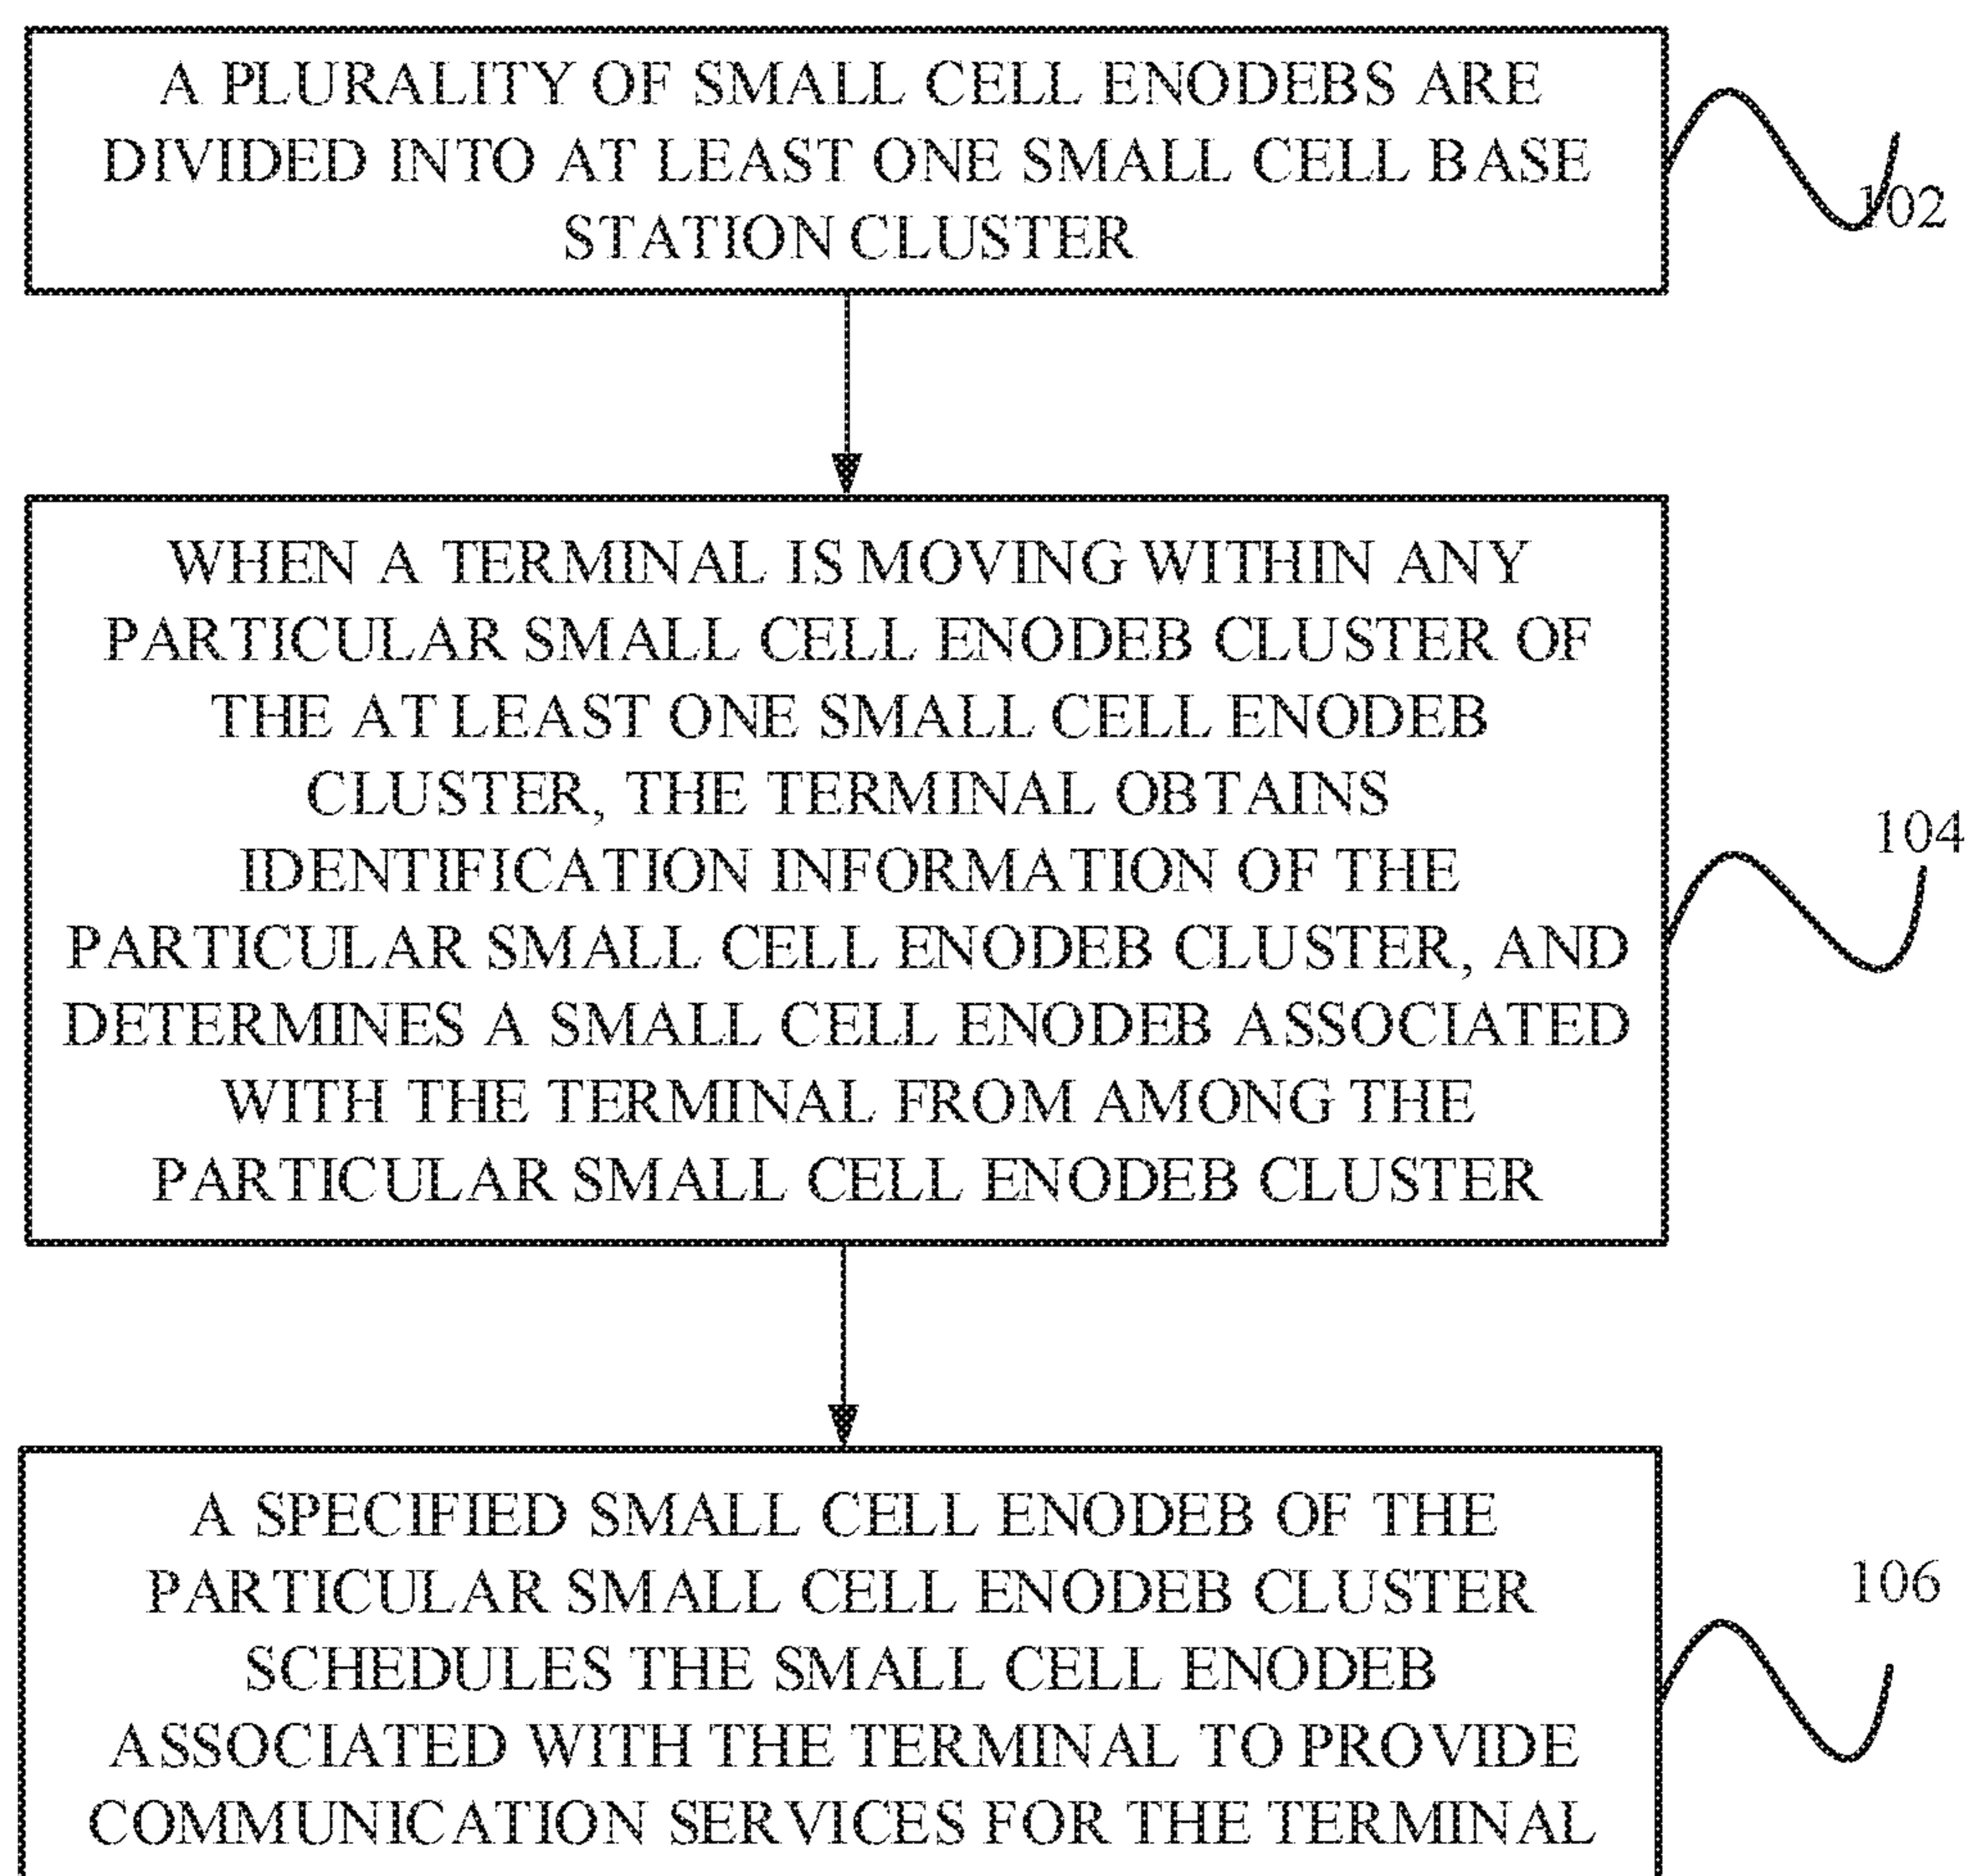 A PLURALITY OF SMALL CELL ENODEBS ARE
DIVIDED INTO AT LEAST ONE SMALL CELL BASE
STATION CLUSTER
102
WHEN A TERMINAL IS MOVING WITHIN ANY
PARTICULAR SMALL CELL ENODEB CLUSTER OF
THE AT LEAST ONE SMALL CELL ENODEB
CLUSTER, THE TERMINAL OBTAINS
IDENTIFICATION INFORMATION OF THE
PARTICULAR SMALL CELL ENODEB CLUSTER, AND
DETERMINES A SMALL CELL ENODEB ASSOCIATED
WITH THE TERMINAL FROM AMONG THE
PARTICULAR SMALL CELL ENODEB CLUSTER
104
A SPECIFIED SMALL CELL ENODEB OF THE
PARTICULAR SMALL CELL ENODEB CLUSTER
SCHEDULES THE SMALL CELL ENODEB
ASSOCIATED WITH THE TERMINAL TO PROVIDE
COMMUNICATION SERVICES FOR THE TERMINAL
106